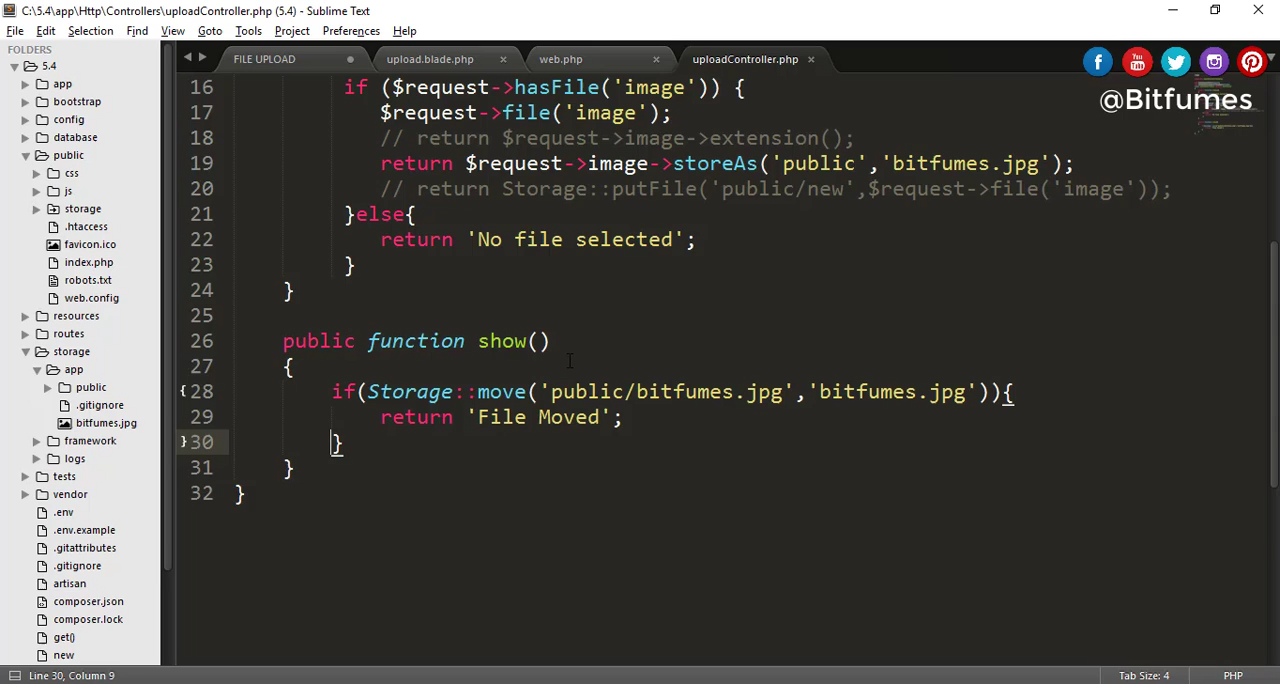 C:\5.4\app\Http\Controllers\uploadController.php (5.4) - Sublime Text
File Edit Selection Find View Goto Tools Project Preferences Help
FOLDERS
5.4
app
bootstrap
config
database
public
css
js
storage
.htaccess
favicon.ico
index.php
robots.txt
web.config
resources
routes
storage
app
public
.gitignore
bitfumes.jpg
framework
logs
tests
vendor
.env
.env.example
.gitattributes
.gitignore
artisan
composer.json
composer.lock
get()
new
FILE UPLOAD upload.blade.php web.php uploadController.php
You Tube
@Bitfumes
16 if ($request->hasFile('image')) {
17 $request->file('image');
18 // return $request->image->extension();
19 return $request->image->storeAs('public','bitfumes.jpg');
20 // return Storage::putFile('public/new',$request->file('image'));
21 }else{
22 return 'No file selected';
23 }
24 }
25
26 public function show()
27 {
28 if(Storage::move('public/bitfumes.jpg','bitfumes.jpg')){
29 return 'File Moved';
30 }
31 }
32 }
Line 30, Column 9
Tab Size: 4
PHP